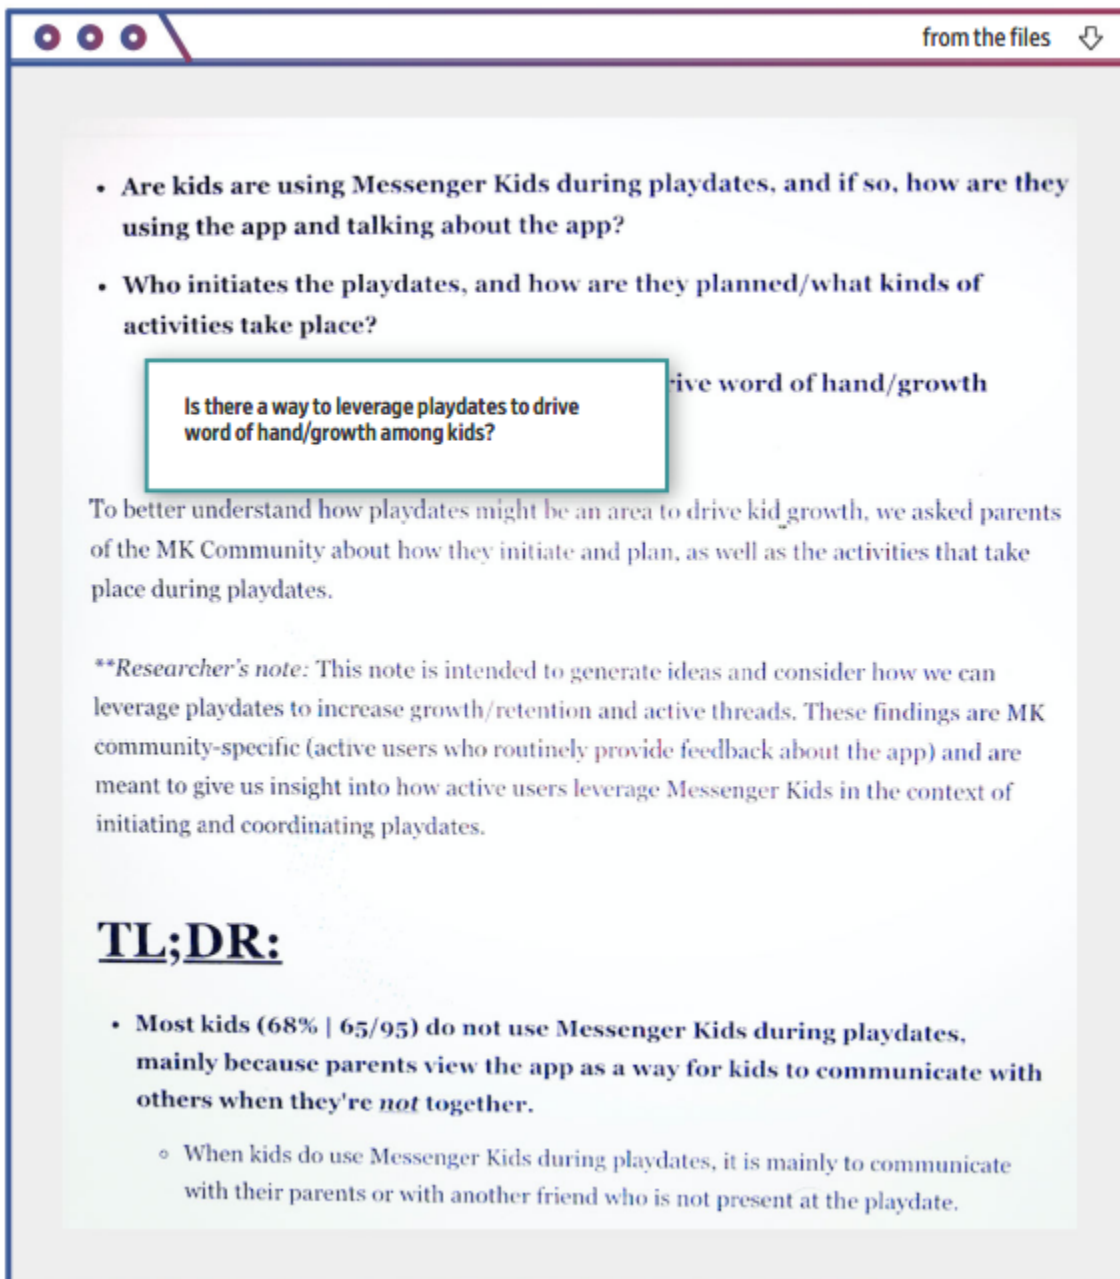 from the files
• Are kids are using Messenger Kids during playdates, and if so, how are they
using the app and talking about the app?
• Who initiates the playdates, and how are they planned/what kinds of
activities take place?
rive word of hand/growth
Is there a way to leverage playdates to drive
word of hand/growth among kids?
To better understand how playdates might be an area to drive kid growth, we asked parents
of the MK Community about how they initiate and plan, as well as the activities that take
place during playdates.
**Researcher's note: This note is intended to generate ideas and consider how we can
leverage playdates to increase growth/retention and active threads. These findings are MK
community-specific (active users who routinely provide feedback about the app) and are
meant to give us insight into how active users leverage Messenger Kids in the context of
initiating and coordinating playdates.
TL;DR:
• Most kids (68% | 65/95) do not use Messenger Kids during playdates,
mainly because parents view the app as a way for kids to communicate with
others when they're not together.
◦ When kids do use Messenger Kids during playdates, it is mainly to communicate
with their parents or with another friend who is not present at the playdate.